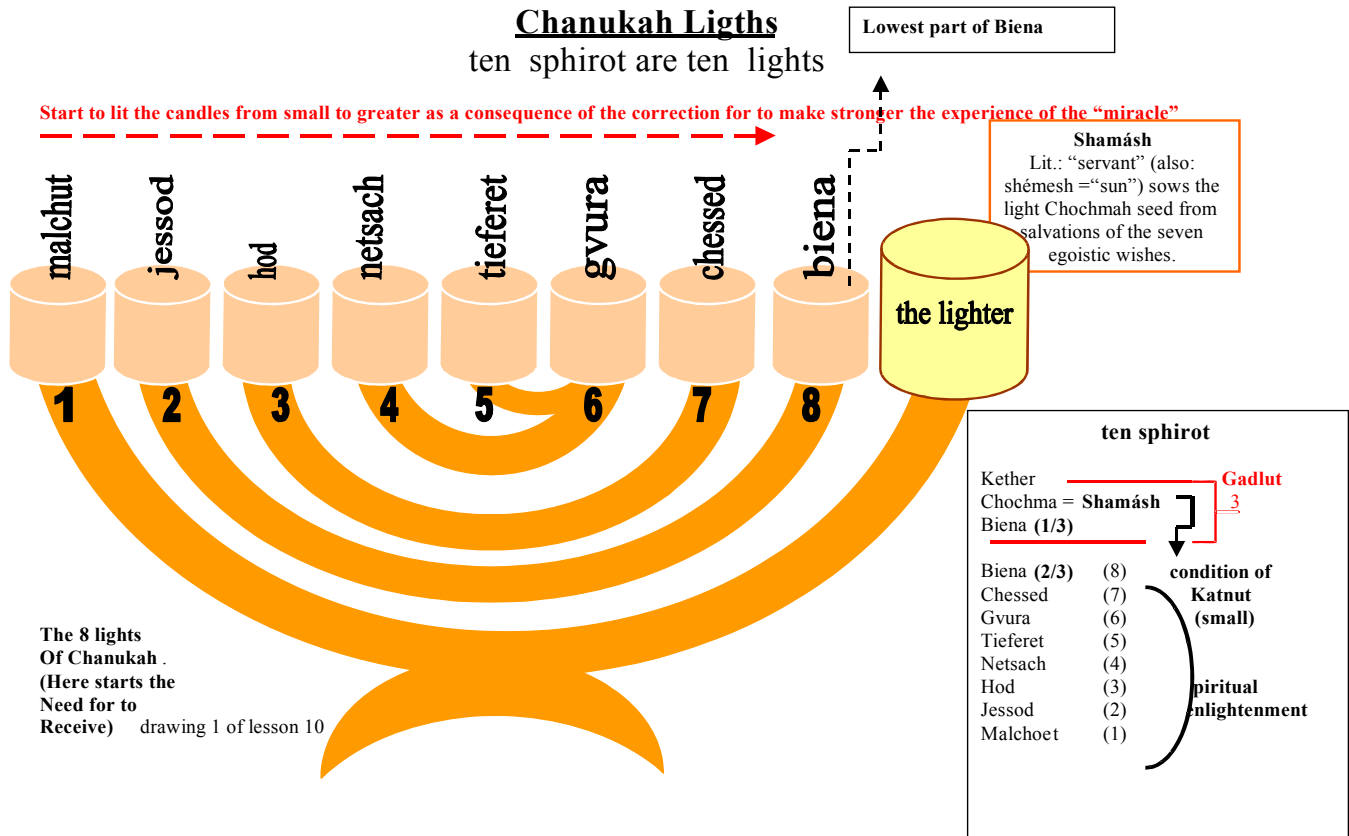 Chanukah Ligths
ten sphirot are ten lights
Lowest part of Biena
Start to lit the candles from small to greater as a consequence of the correction for to make stronger the experience of the “miracle”
Shamásh
Lit.: “servant” (also:
shémesh =“sun”) sows the
light Chochmah seed from
salvations of the seven
egoistic wishes.
malchut
jessod
hod
netsach
tieferet
gvura
chessed
biena
the lighter
1
2
3
4
5
6
7
8
ten sphirot
Kether Gadlut
Chochma = Shamásh 3
Biena (1/3)
Biena (2/3) (8) condition of
Chessed (7) Katnut
Gvura (6) (small)
Tieferet (5)
Netsach (4)
Hod (3) piritual
Jessod (2) enlightenment
Malchoet (1)
The 8 lights
Of Chanukah .
(Here starts the
Need for to
Receive) drawing 1 of lesson 10